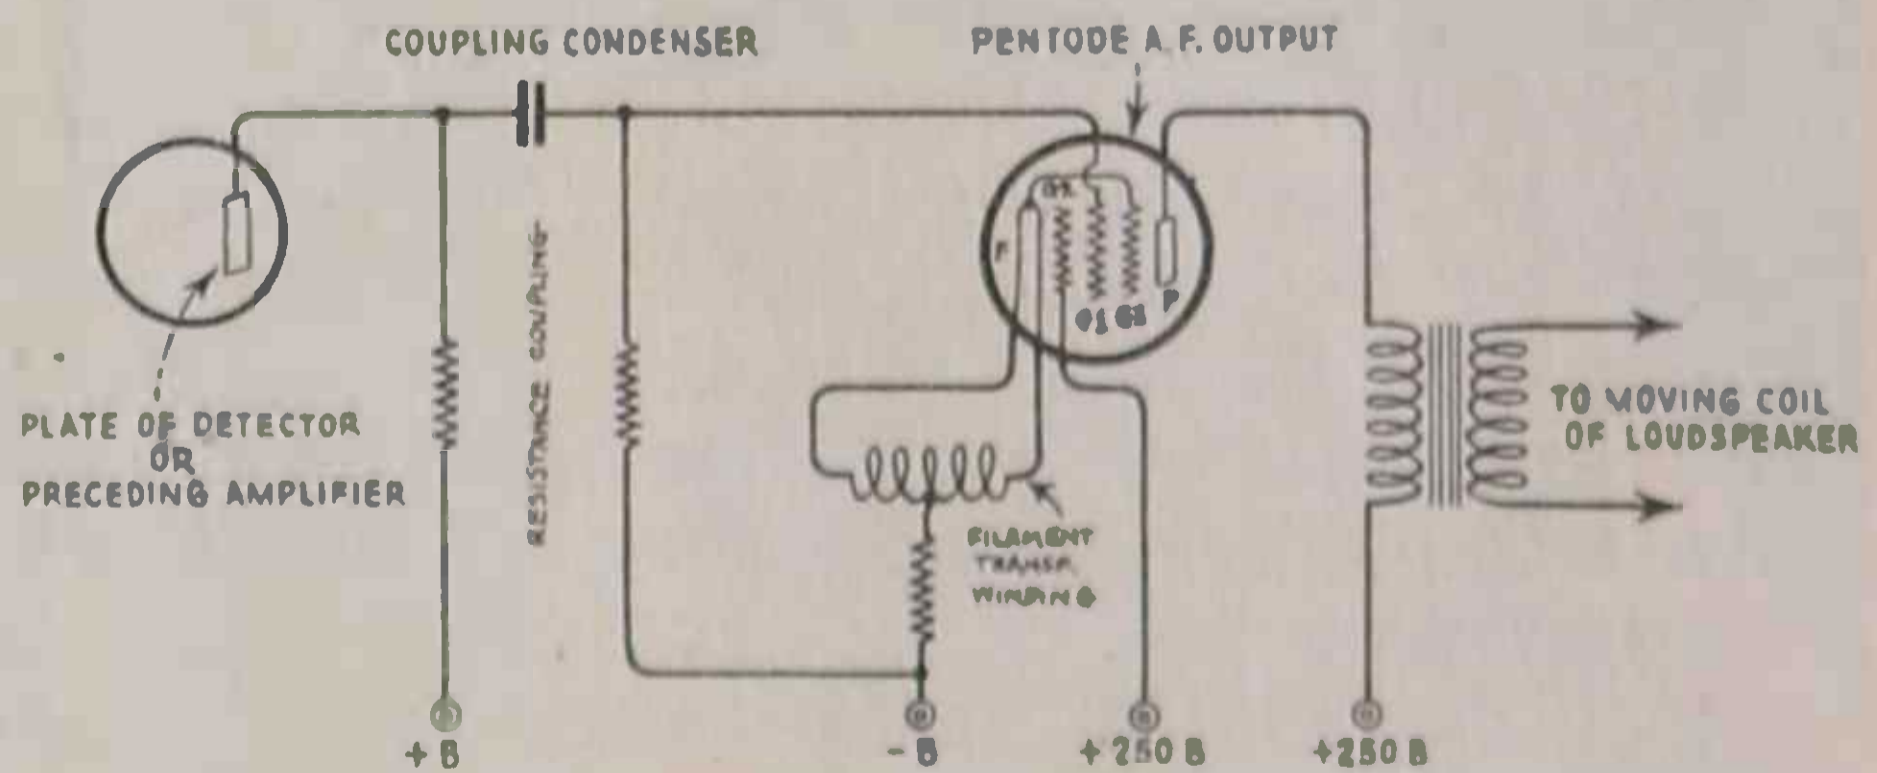 COUPLING CONDENSER
PENTODE A.F. OUTPUT
RESISTANCE COUPLING
F
G1
P
PLATE OF DETECTOR
OR
PRECEDING AMPLIFIER
FILAMENT
TRANSF.
WINDING
TO MOVING COIL
OF LOUDSPEAKER
+B
-B
+250 B
+250 B